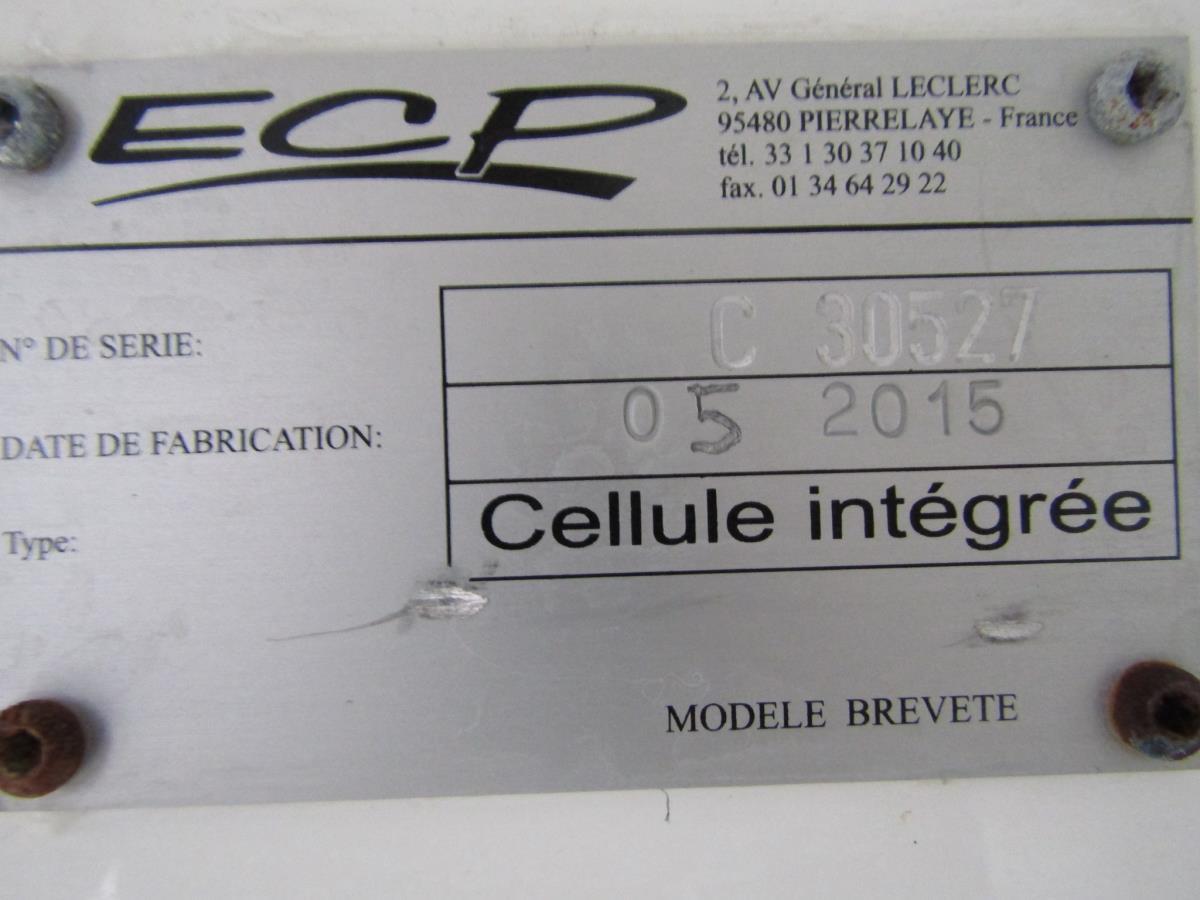 ECP
2, AV Général LECLERC
95480 PIERRELAYE - France
tél. 33 1 30 37 10 40
fax. 01 34 64 29 22
N° DE SERIE: C 30527
DATE DE FABRICATION: 05 2015
Type: Cellule intégrée
MODELE BREVETE